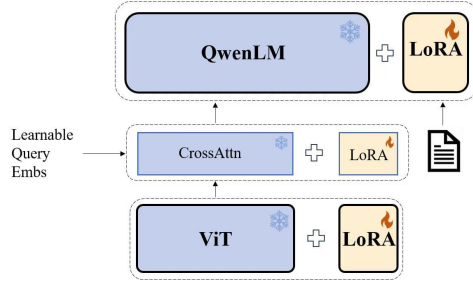 QwenLM
LoRA
Learnable
Query
Embs
CrossAttn
LoRA
ViT
LoRA